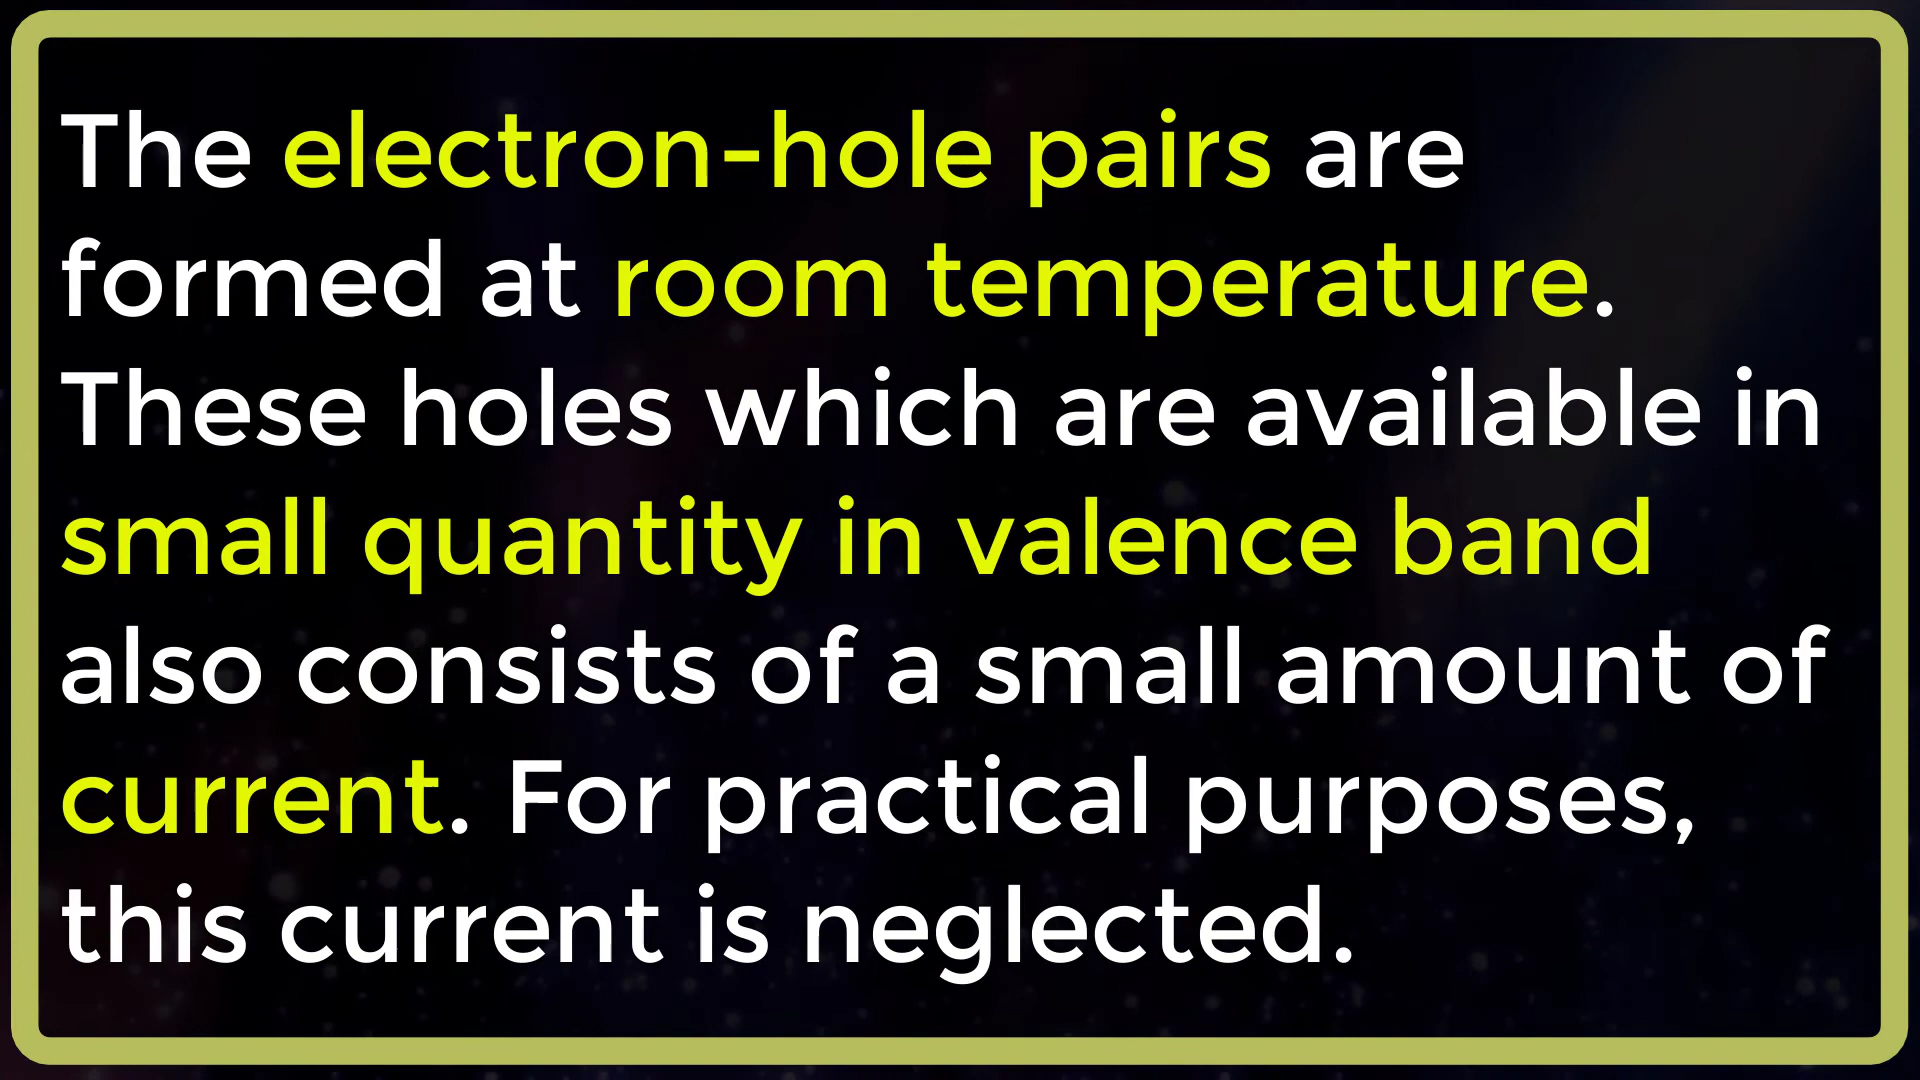 The electron-hole pairs are
formed at room temperature.
These holes which are available in
small quantity in valence band
also consists of a small amount of
current. For practical purposes,
this current is neglected.